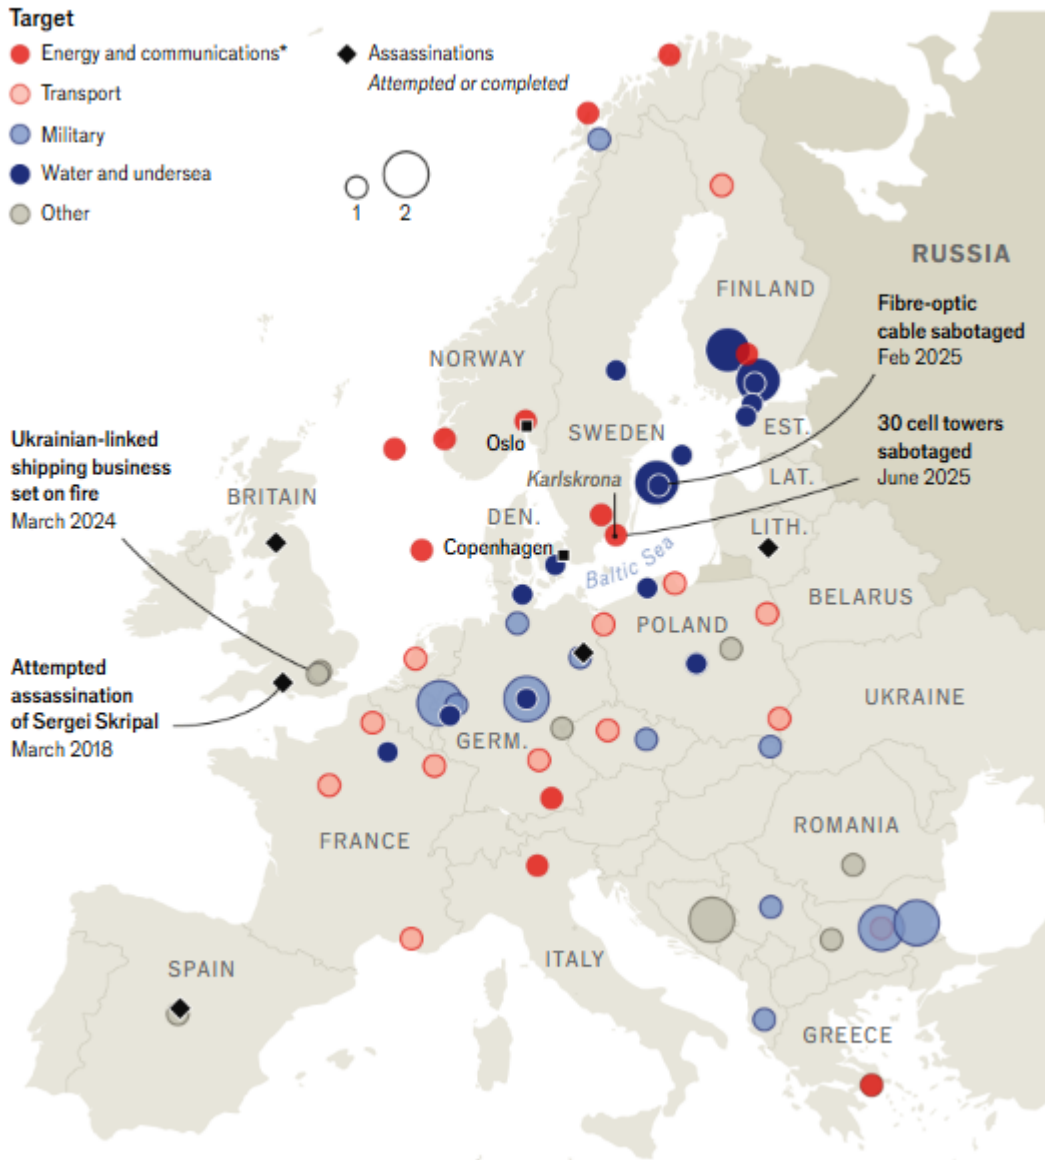 Target
Energy and communications*
Transport
Military
Water and undersea
Other
Assassinations
Attempted or completed
1
2
RUSSIA
FINLAND
Fibre-optic
cable sabotaged
Feb 2025
NORWAY
Oslo
SWEDEN
EST.
30 cell towers
sabotaged
June 2025
Ukrainian-linked
shipping business
set on fire
March 2024
BRITAIN
Karlskrona
LAT.
DEN.
LITH.
Copenhagen
Baltic Sea
BELARUS
POLAND
Attempted
assassination
of Sergei Skripal
March 2018
UKRAINE
GERM.
FRANCE
ROMANIA
ITALY
SPAIN
GREECE